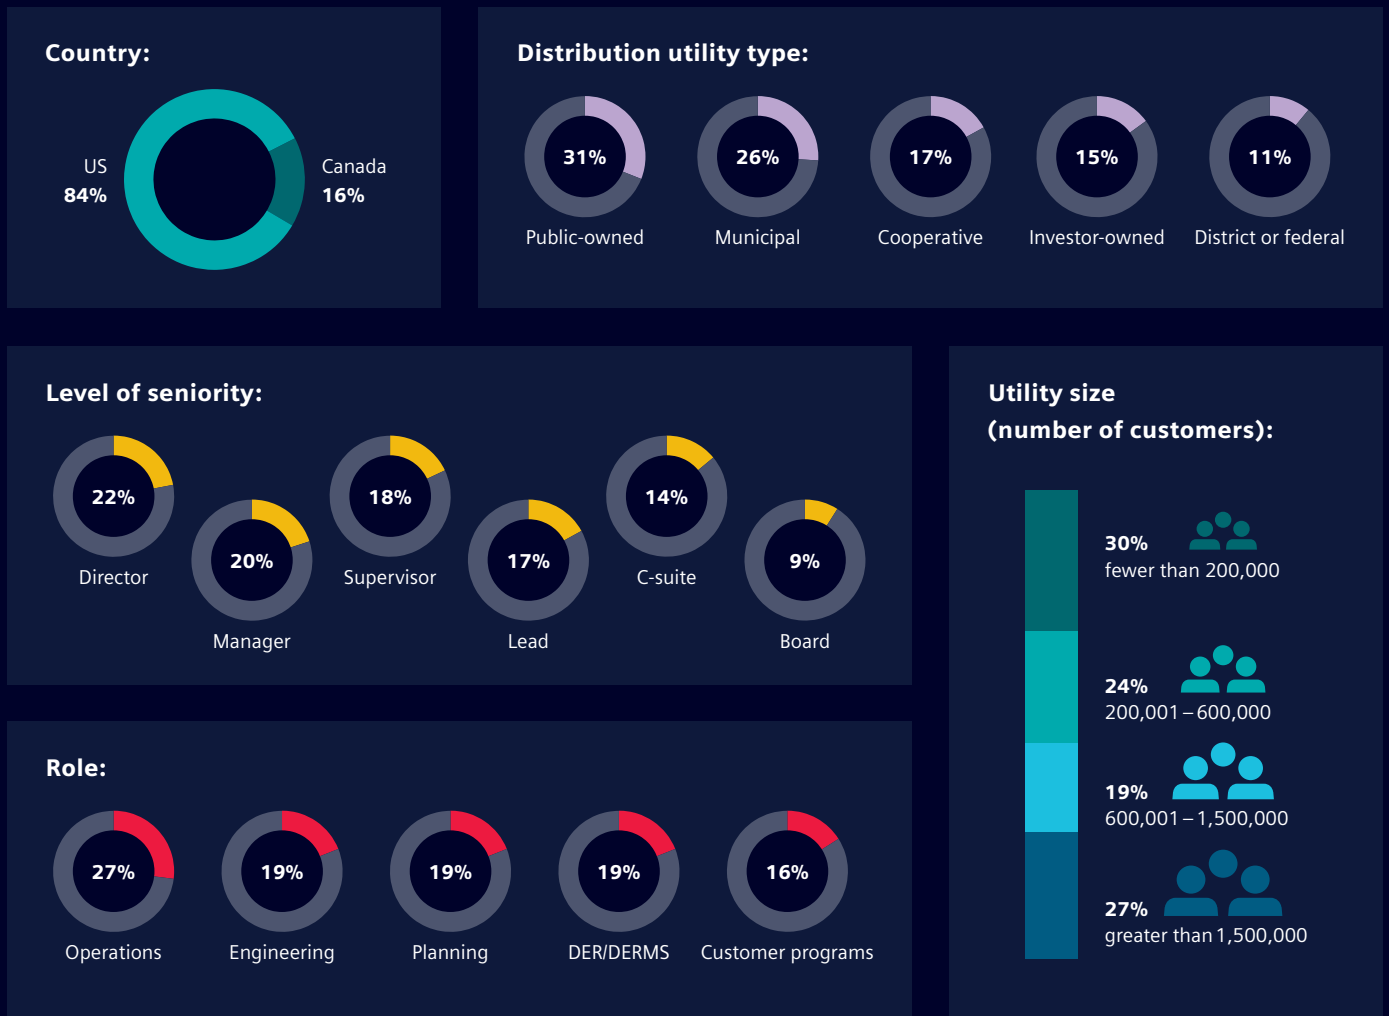 Country:
US
84%
Canada
16%
Distribution utility type:
31%
Public-owned
26%
Municipal
17%
Cooperative
15%
Investor-owned
11%
District or federal
Level of seniority:
22%
Director
20%
Manager
18%
Supervisor
17%
Lead
14%
C-suite
9%
Board
Utility size
(number of customers):
30%
fewer than 200,000
24%
200,001–600,000
19%
600,001–1,500,000
27%
greater than 1,500,000
Role:
27%
Operations
19%
Engineering
19%
Planning
19%
DER/DERMS
16%
Customer programs